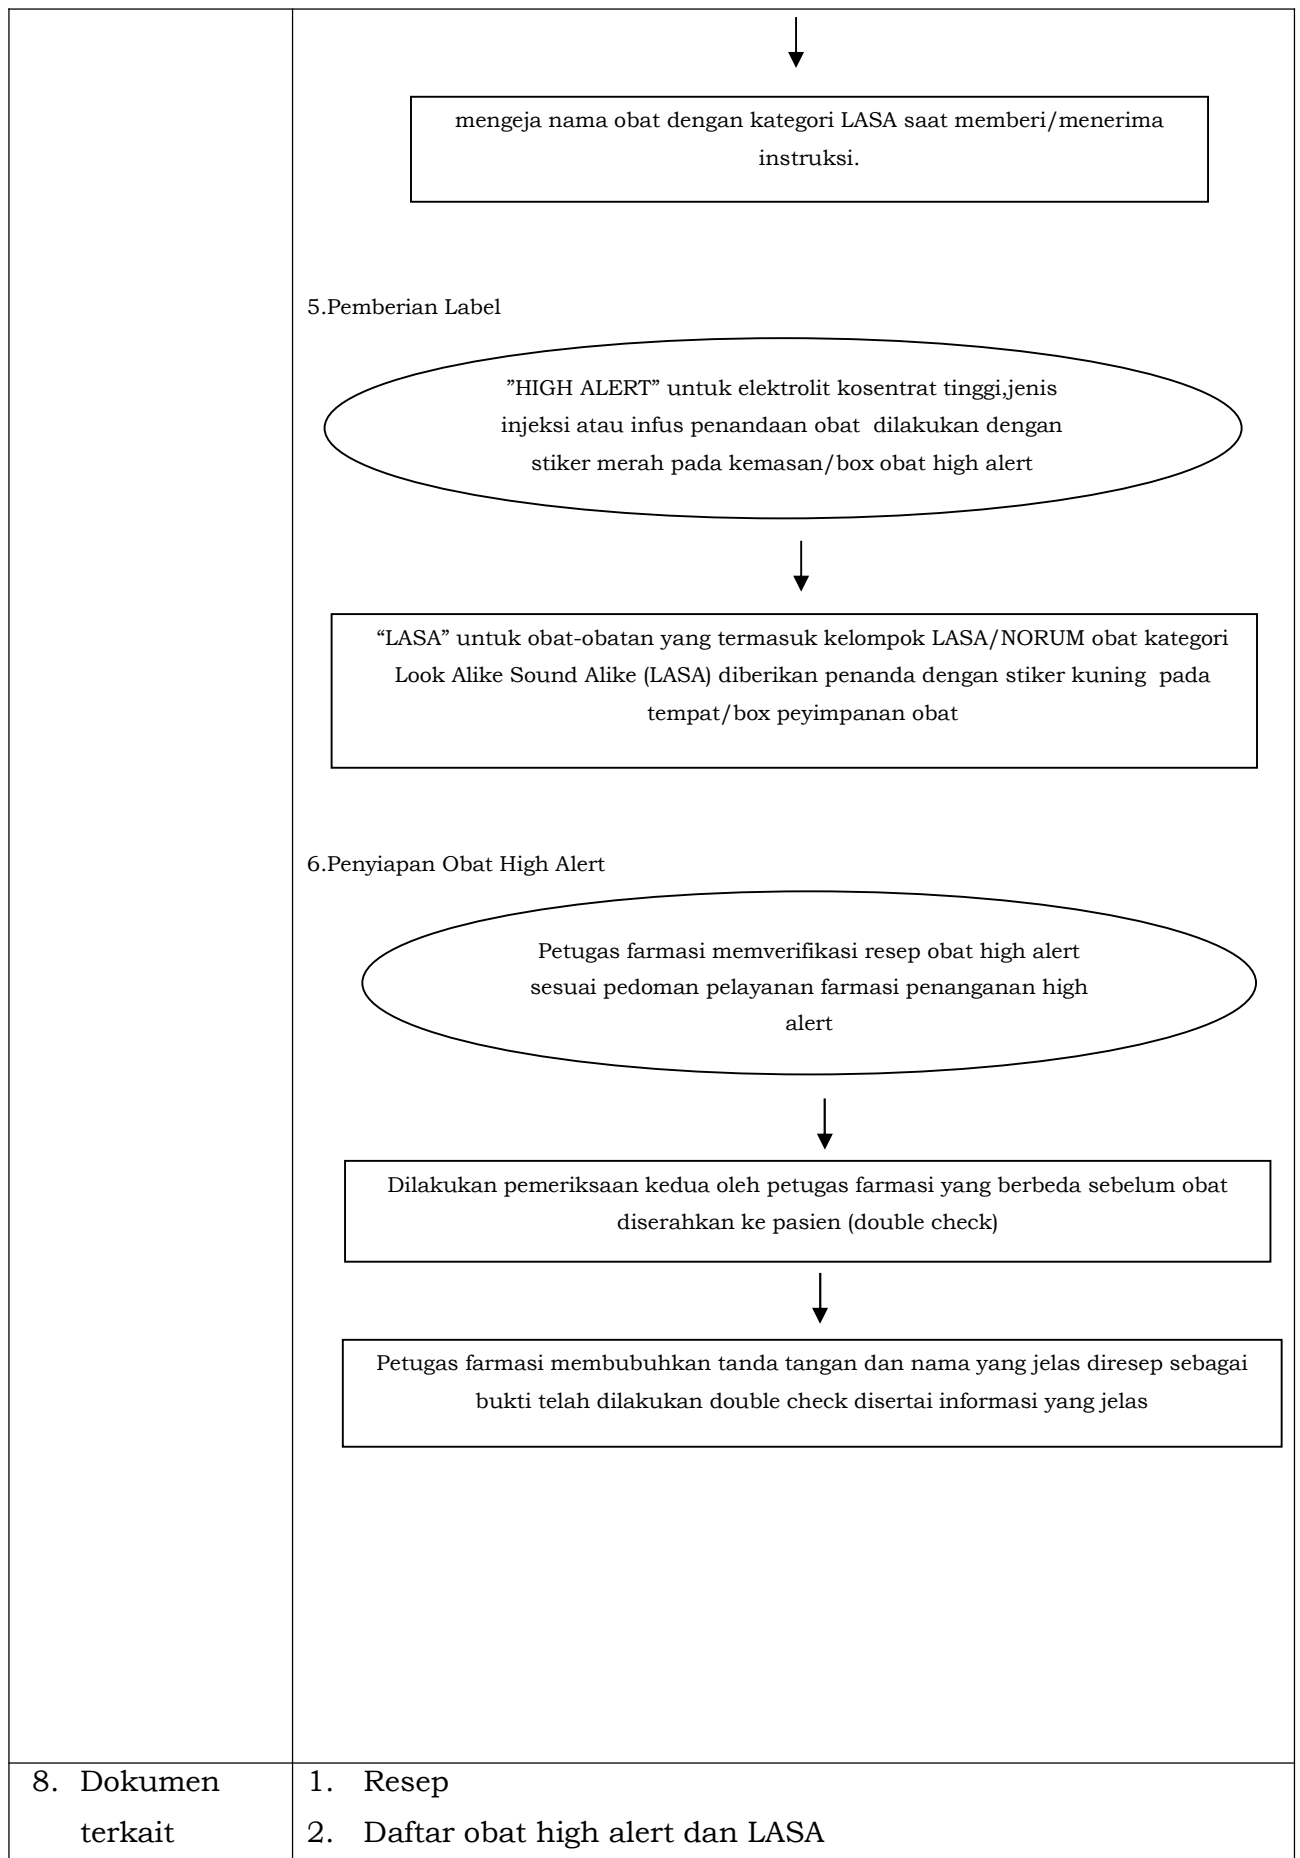 mengeja nama obat dengan kategori LASA saat memberi/menerima
instruksi.
5.Pemberian Label
”HIGH ALERT” untuk elektrolit kosentrat tinggi,jenis
injeksi atau infus penandaan obat  dilakukan dengan
stiker merah pada kemasan/box obat high alert
“LASA” untuk obat-obatan yang termasuk kelompok LASA/NORUM obat kategori
Look Alike Sound Alike (LASA) diberikan penanda dengan stiker kuning  pada
tempat/box peyimpanan obat
6.Penyiapan Obat High Alert
Petugas farmasi memverifikasi resep obat high alert
sesuai pedoman pelayanan farmasi penanganan high
alert
Dilakukan pemeriksaan kedua oleh petugas farmasi yang berbeda sebelum obat
diserahkan ke pasien (double check)
Petugas farmasi membubuhkan tanda tangan dan nama yang jelas diresep sebagai
bukti telah dilakukan double check disertai informasi yang jelas
8. Dokumen
terkait
1. Resep
2. Daftar obat high alert dan LASA